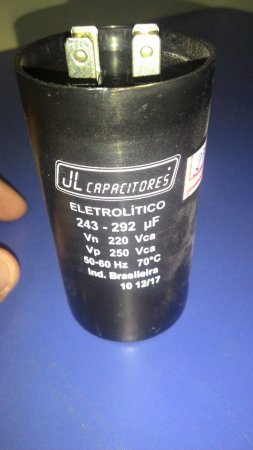 JL CAPACITORES
ELETROLÍTICO
243 - 292 µF
Vn 220 Vca
Vp 250 Vca
50-60 Hz 70°C
Ind. Brasileira
10 12/17